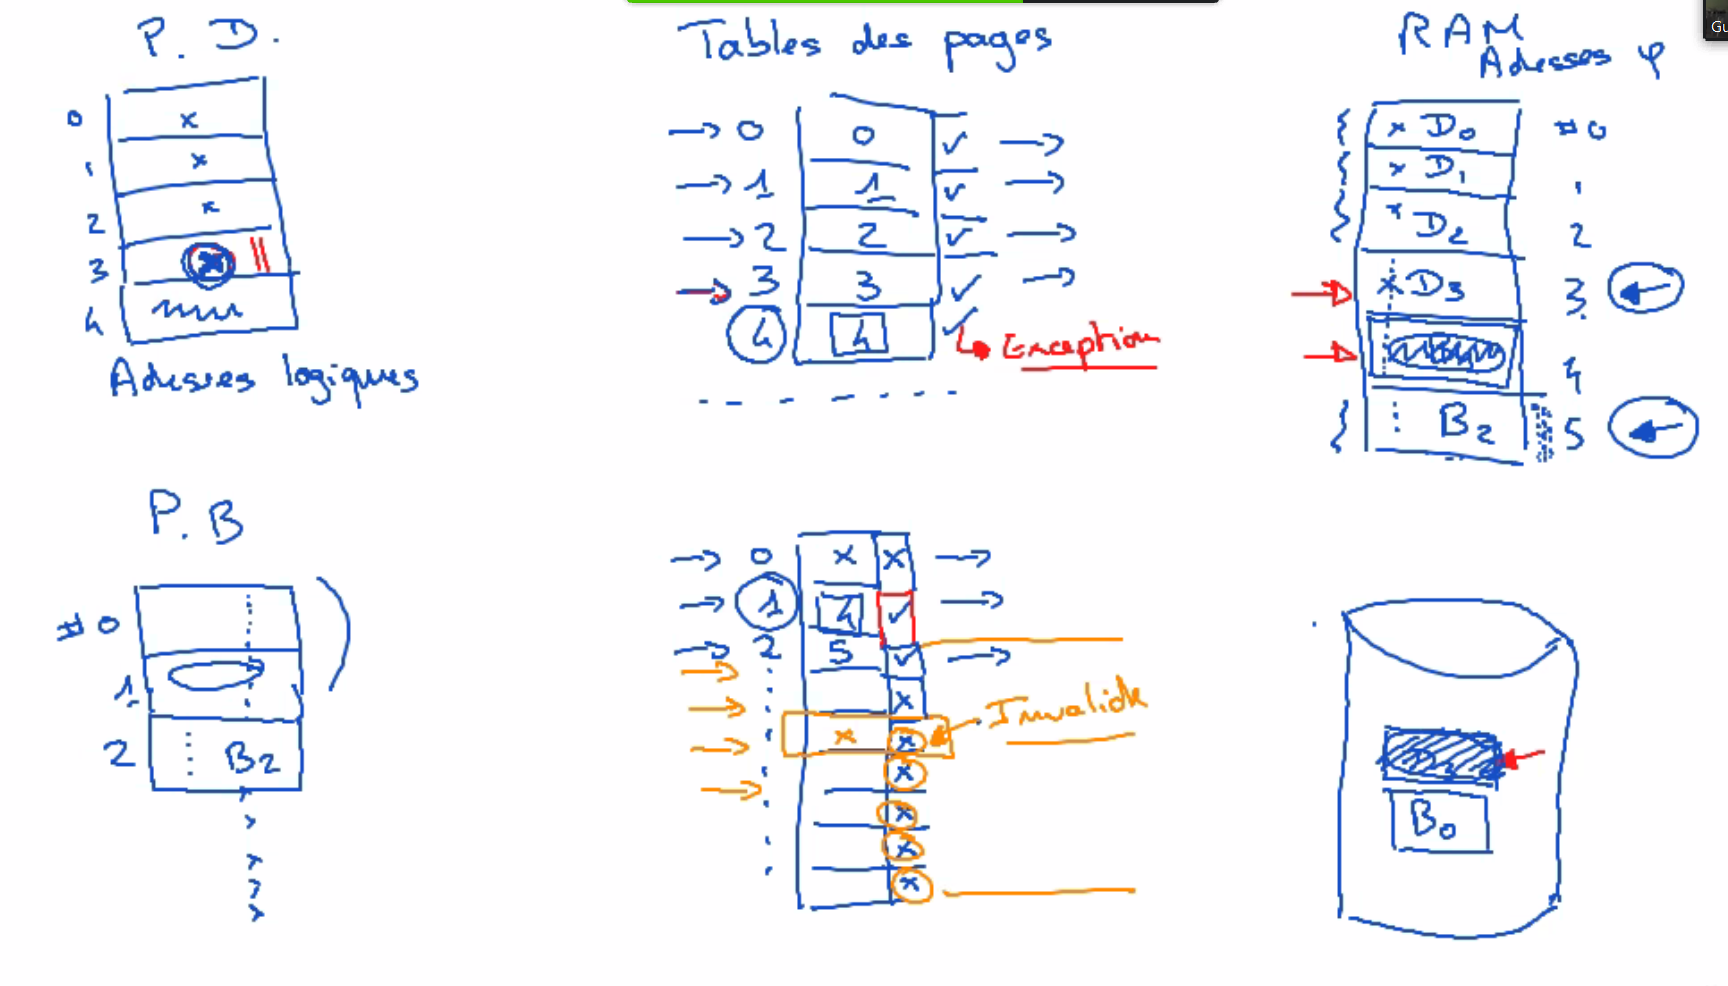 P. D.
0 x
1 x
2 x
3 x
4
Adresses logiques
Tables des pages
0 0 ✓
1 1 ✓
2 2 ✓
3 3 ✓
4 4 ✓
Exception
RAM
Adresses φ
x D0 #0
x D1 1
x D2 2
x D3 3
4
B2 5
P. B
#0
1
2 B2
0 x x
1 4 ✓
2 5 ✓
x
x x
x
x
x
x
Invalide
B0
Gu